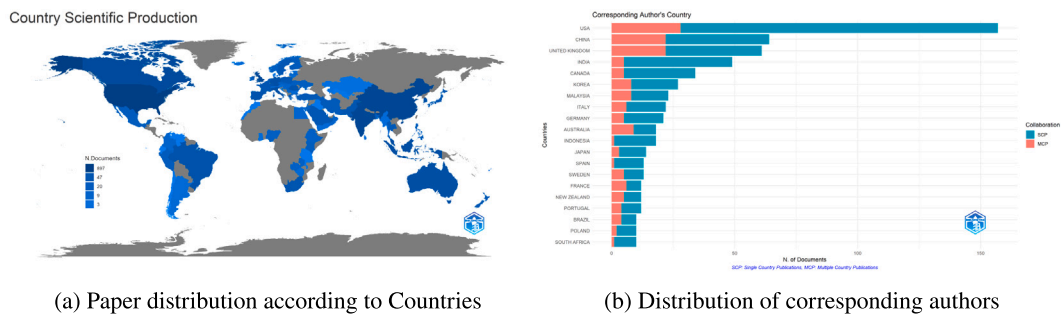 Country Scientific Production
N.Documents
667
47
20
9
3
(a) Paper distribution according to Countries
Corresponding Author's Country
USA
CHINA
UNITED KINGDOM
INDIA
CANADA
KOREA
MALAYSIA
ITALY
GERMANY
AUSTRALIA
INDONESIA
JAPAN
SPAIN
SWEDEN
FRANCE
NEW ZEALAND
PORTUGAL
BRAZIL
POLAND
SOUTH AFRICA
Countries
0
50
100
150
N. of Documents
SCP: Single Country Publications, MCP: Multiple Country Publications
Collaboration
SCP
MCP
(b) Distribution of corresponding authors